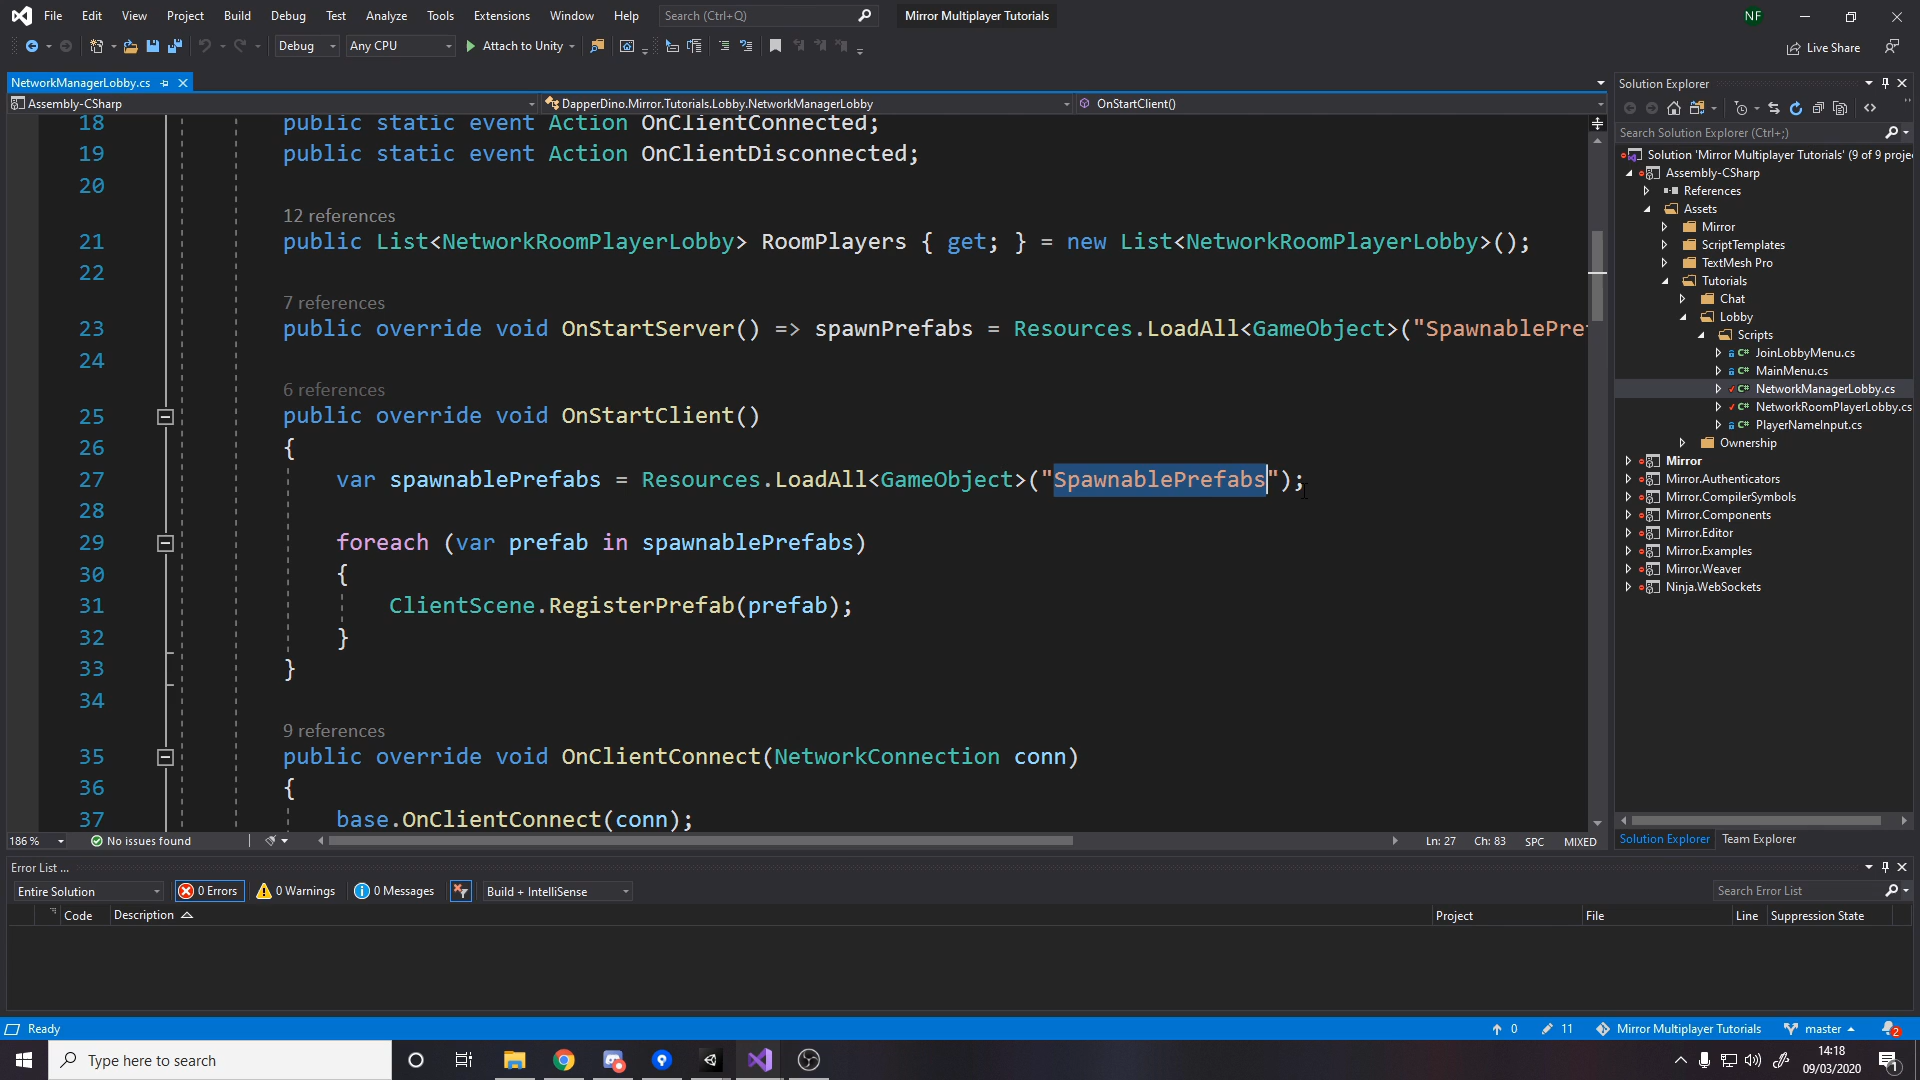 File Edit View Project Build Debug Test Analyze Tools Extensions Window Help Search (Ctrl+Q) Mirror Multiplayer Tutorials NF
Debug Any CPU Attach to Unity Live Share
NetworkManagerLobby.cs
Assembly-CSharp DapperDino.Mirror.Tutorials.Lobby.NetworkManagerLobby OnStartClient()
18 public static event Action OnClientConnected;
19 public static event Action OnClientDisconnected;
20
12 references
21 public List<NetworkRoomPlayerLobby> RoomPlayers { get; } = new List<NetworkRoomPlayerLobby>();
22
7 references
23 public override void OnStartServer() => spawnPrefabs = Resources.LoadAll<GameObject>("SpawnablePre
24
6 references
25 public override void OnStartClient()
26 {
27 var spawnablePrefabs = Resources.LoadAll<GameObject>("SpawnablePrefabs");
28
29 foreach (var prefab in spawnablePrefabs)
30 {
31 ClientScene.RegisterPrefab(prefab);
32 }
33 }
34
9 references
35 public override void OnClientConnect(NetworkConnection conn)
36 {
37 base.OnClientConnect(conn);
186 % No issues found Ln: 27 Ch: 83 SPC MIXED
Solution Explorer
Search Solution Explorer (Ctrl+;)
Solution 'Mirror Multiplayer Tutorials' (9 of 9 proje
Assembly-CSharp
References
Assets
Mirror
ScriptTemplates
TextMesh Pro
Tutorials
Chat
Lobby
Scripts
C# JoinLobbyMenu.cs
C# MainMenu.cs
C# NetworkManagerLobby.cs
C# NetworkRoomPlayerLobby.cs
C# PlayerNameInput.cs
Ownership
Mirror
Mirror.Authenticators
Mirror.CompilerSymbols
Mirror.Components
Mirror.Editor
Mirror.Examples
Mirror.Weaver
Ninja.WebSockets
Solution Explorer Team Explorer
Error List ...
Entire Solution 0 Errors 0 Warnings 0 Messages Build + IntelliSense Search Error List
Code Description Project File Line Suppression State
Ready 0 11 Mirror Multiplayer Tutorials master 2
Type here to search 14:18
09/03/2020 1